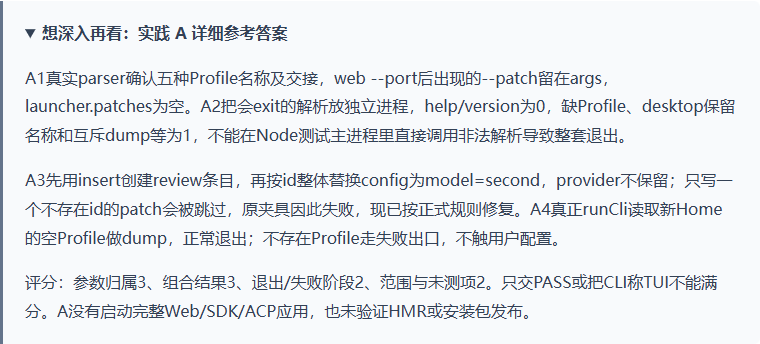 ▼ 想深入再看：实践 A 详细参考答案
A1真实parser确认五种Profile名称及交接，web --port后出现的--patch留在args，
launcher.patches为空。A2把会exit的解析放独立进程，help/version为0，缺Profile、desktop保留
名称和互斥dump等为1，不能在Node测试主进程里直接调用非法解析导致整套退出。
A3先用insert创建review条目，再按id整体替换config为model=second，provider不保留；只写一
个不存在id的patch会被跳过，原夹具因此失败，现已按正式规则修复。A4真正runCli读取新Home
的空Profile做dump，正常退出；不存在Profile走失败出口，不触用户配置。
评分：参数归属3、组合结果3、退出/失败阶段2、范围与未测项2。只交PASS或把CLI称TUI不能满
分。A没有启动完整Web/SDK/ACP应用，也未验证HMR或安装包发布。